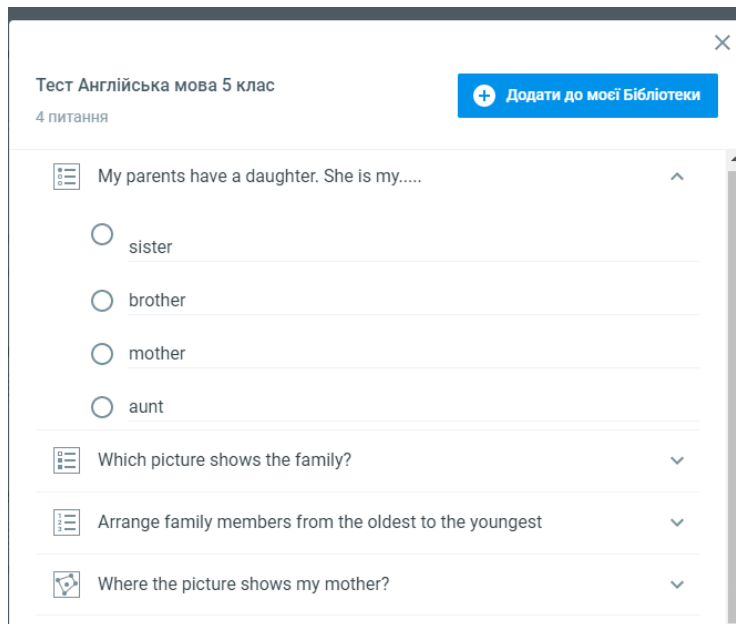 Тест Англійська мова 5 клас
4 питання
Додати до моєї Бібліотеки
My parents have a daughter. She is my.....
sister
brother
mother
aunt
Which picture shows the family?
Arrange family members from the oldest to the youngest
Where the picture shows my mother?